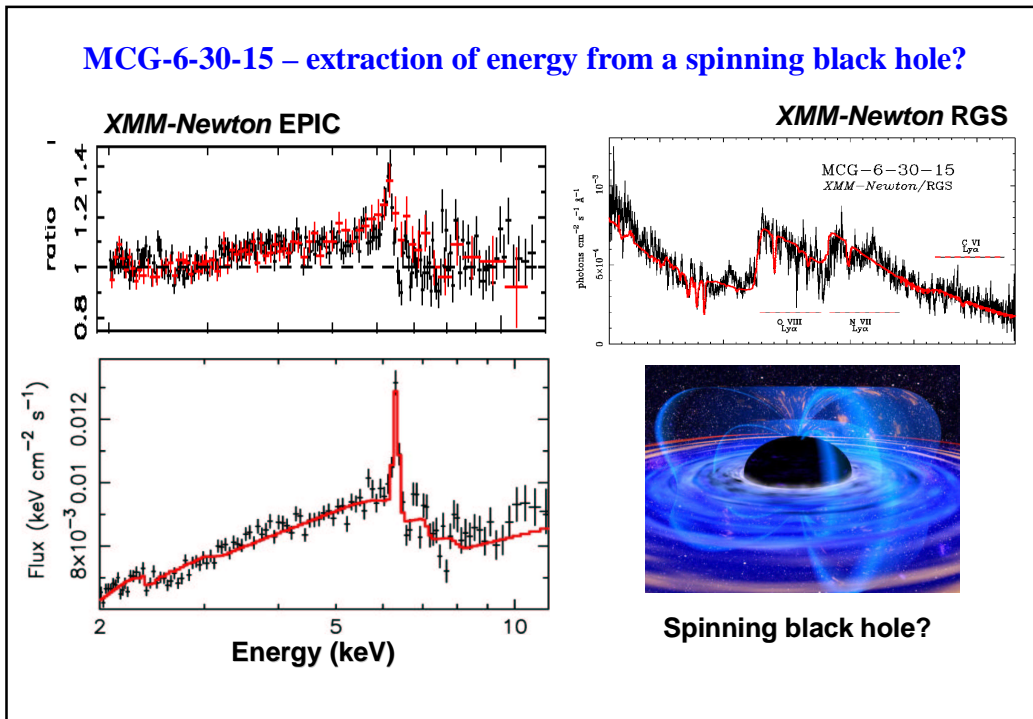 MCG-6-30-15 – extraction of energy from a spinning black hole?
XMM-Newton EPIC
XMM-Newton RGS
ratio
0.8 1 1.2 1.4
MCG-6-30-15
XMM-Newton/RGS
photons cm⁻² s⁻¹ Å⁻¹
0 5×10⁻⁴ 10⁻³
C VI
Lyα
O VIII
Lyα
N VII
Lyα
Flux (keV cm⁻² s⁻¹)
8×10⁻³ 0.01 0.012
2 5 10
Energy (keV)
Spinning black hole?